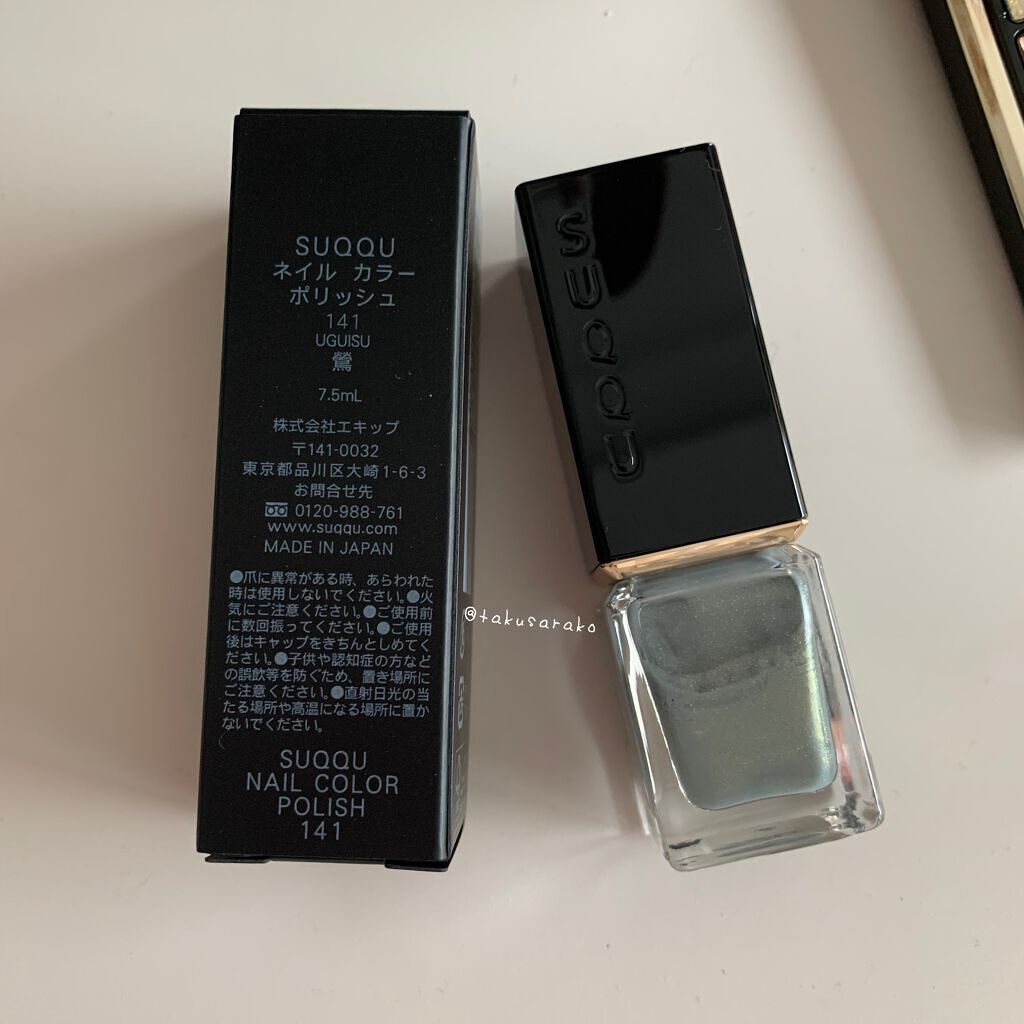 SUQQU
ネイル カラー
ポリッシュ
141
UGUISU
鶯
7.5mL
株式会社エキップ
〒141-0032
東京都品川区大崎1-6-3
お問合せ先
0120-988-761
www.suqqu.com
MADE IN JAPAN
●爪に異常がある時、あらわれた
時は使用しないでください。●火
気にご注意ください。●ご使用前
に数回振ってください。●ご使用
後はキャップをきちんとしめてく
ださい。●子供や認知症の方など
の誤飲等を防ぐため、置き場所に
ご注意ください。●直射日光の当
たる場所や高温になる場所に置か
ないでください。
SUQQU
NAIL COLOR
POLISH
141
SUQQU
@takusarako